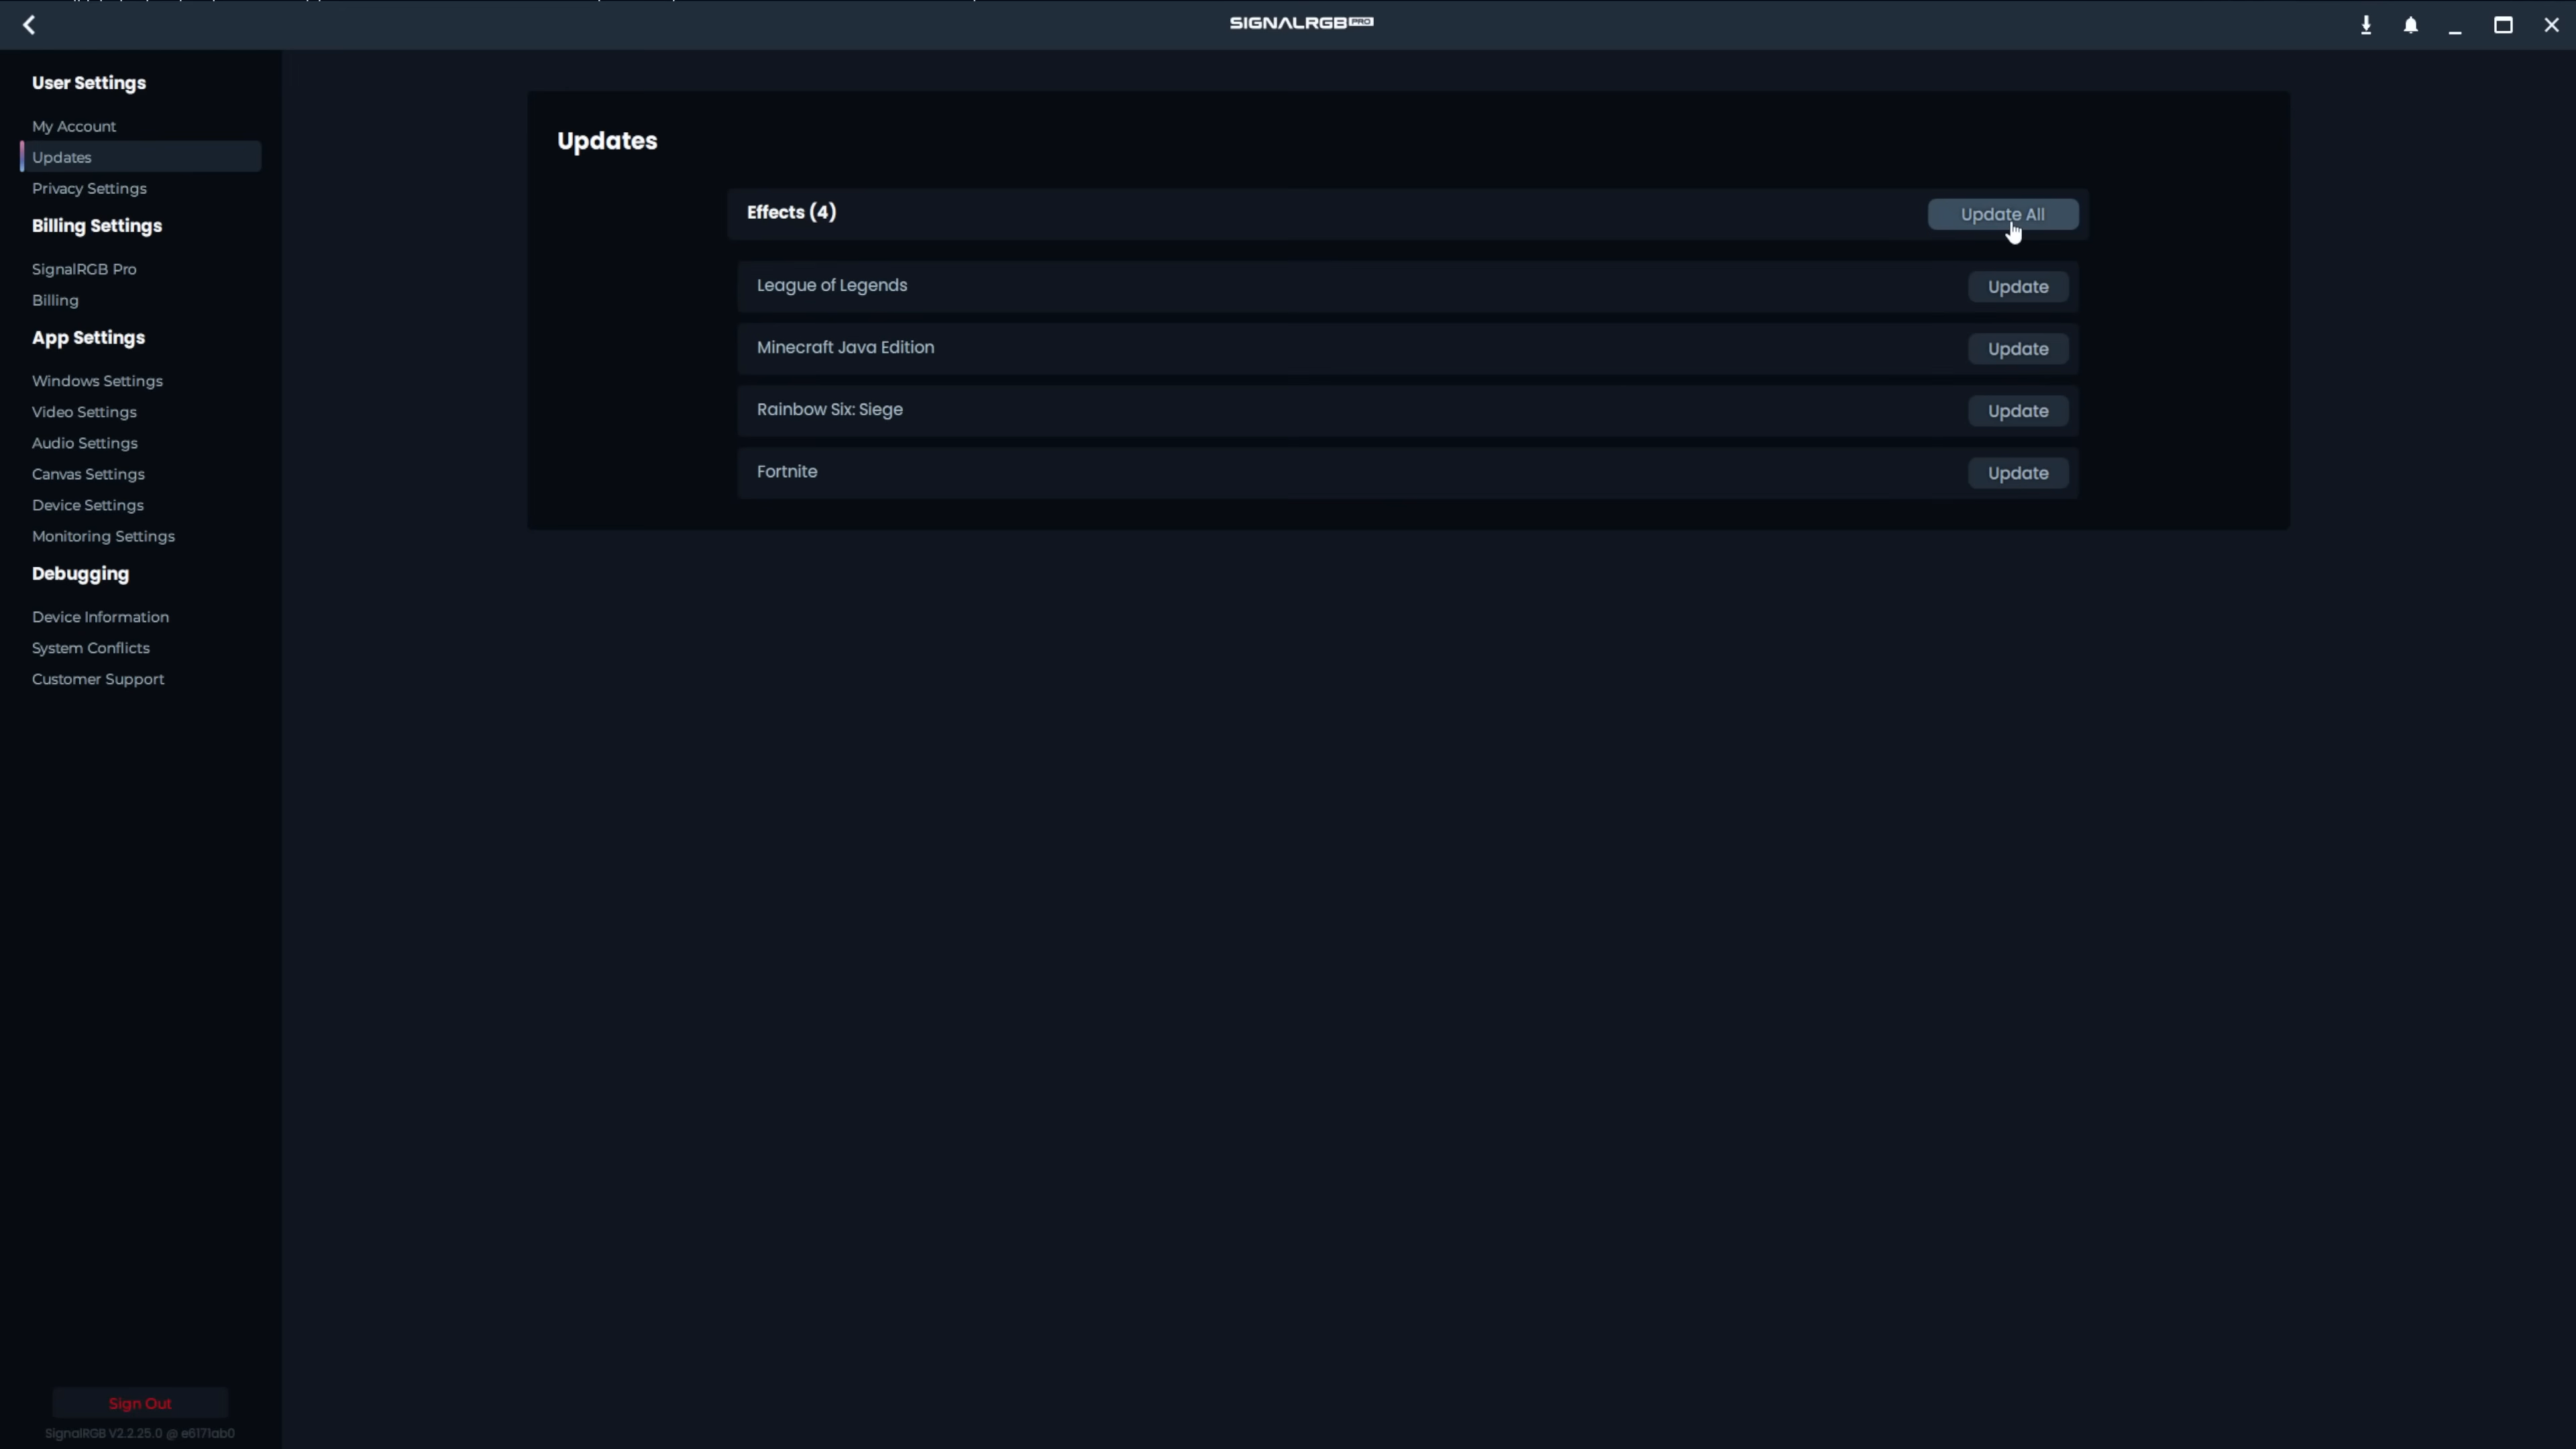 SIGNALRGB PRO
User Settings
My Account
Updates
Privacy Settings
Billing Settings
SignalRGB Pro
Billing
App Settings
Windows Settings
Video Settings
Audio Settings
Canvas Settings
Device Settings
Monitoring Settings
Debugging
Device Information
System Conflicts
Customer Support
Sign Out
SignalRGB V2.2.25.0 @ e6171ab0
Updates
Effects (4)
Update All
League of Legends
Update
Minecraft Java Edition
Update
Rainbow Six: Siege
Update
Fortnite
Update